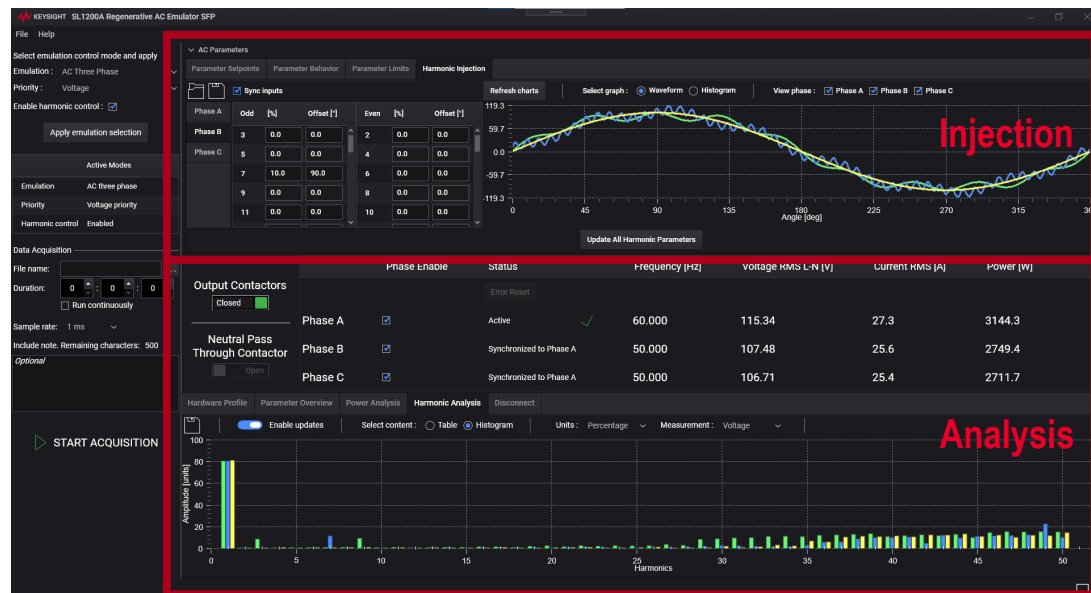 KEYSIGHT SL1200A Regenerative AC Emulator SFP
File Help
Select emulation control mode and apply
Emulation : AC Three Phase
Priority : Voltage
Enable harmonic control :
Apply emulation selection
Active Modes
Emulation AC three phase
Priority Voltage priority
Harmonic control Enabled
Data Acquisition
File name:
Duration: 0 : 0 : 0
Run continuously
Sample rate: 1 ms
Include note. Remaining characters: 500
Optional
START ACQUISITION
AC Parameters
Parameter Setpoints Parameter Behavior Parameter Limits Harmonic Injection
Sync inputs
Phase A
Phase B
Phase C
Odd [%] Offset [°] Even [%] Offset [°]
3 0.0 0.0 2 0.0 0.0
5 0.0 0.0 4 0.0 0.0
7 10.0 90.0 6 0.0 0.0
9 0.0 0.0 8 0.0 0.0
11 0.0 0.0 10 0.0 0.0
Refresh charts Select graph : Waveform Histogram View phase : Phase A Phase B Phase C
119.3
59.7
0.0
-59.7
-119.3
0 45 90 135 180 225 270 315 36
Angle [deg]
Injection
Update All Harmonic Parameters
Output Contactors
Closed
Neutral Pass
Through Contactor
Open
Phase Enable Status Frequency [Hz] Voltage RMS L-N [V] Current RMS [A] Power [W]
Error Reset
Phase A Active 60.000 115.34 27.3 3144.3
Phase B Synchronized to Phase A 50.000 107.48 25.6 2749.4
Phase C Synchronized to Phase A 50.000 106.71 25.4 2711.7
Hardware Profile Parameter Overview Power Analysis Harmonic Analysis Disconnect
Enable updates Select content : Table Histogram Units : Percentage Measurement : Voltage
Analysis
Amplitude [units]
100
80
60
40
20
0
0 5 10 15 20 25 30 35 40 45 50
Harmonics